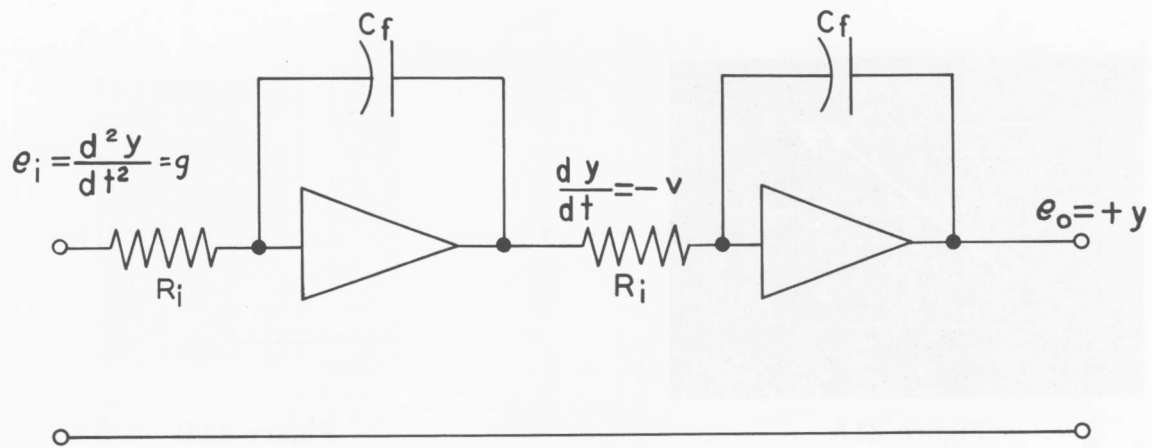 Cf
Cf
ei = d²y/dt² = g
dy/dt = -v
eo = + y
Ri
Ri